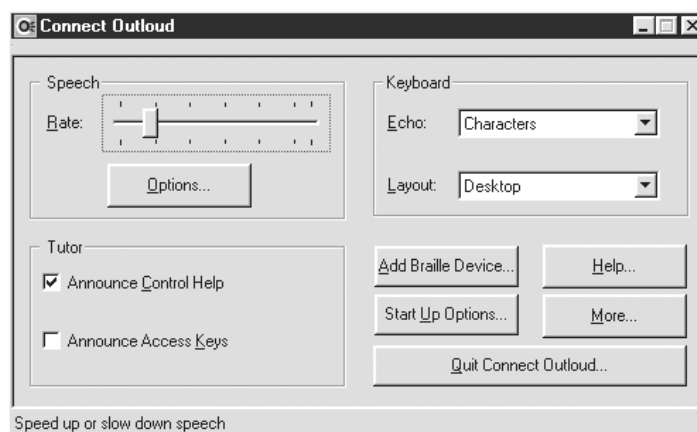 Connect Outloud
Speech
Rate:
Options...
Keyboard
Echo: Characters
Layout: Desktop
Tutor
Announce Control Help
Announce Access Keys
Add Braille Device...
Help...
Start Up Options...
More...
Quit Connect Outloud...
Speed up or slow down speech